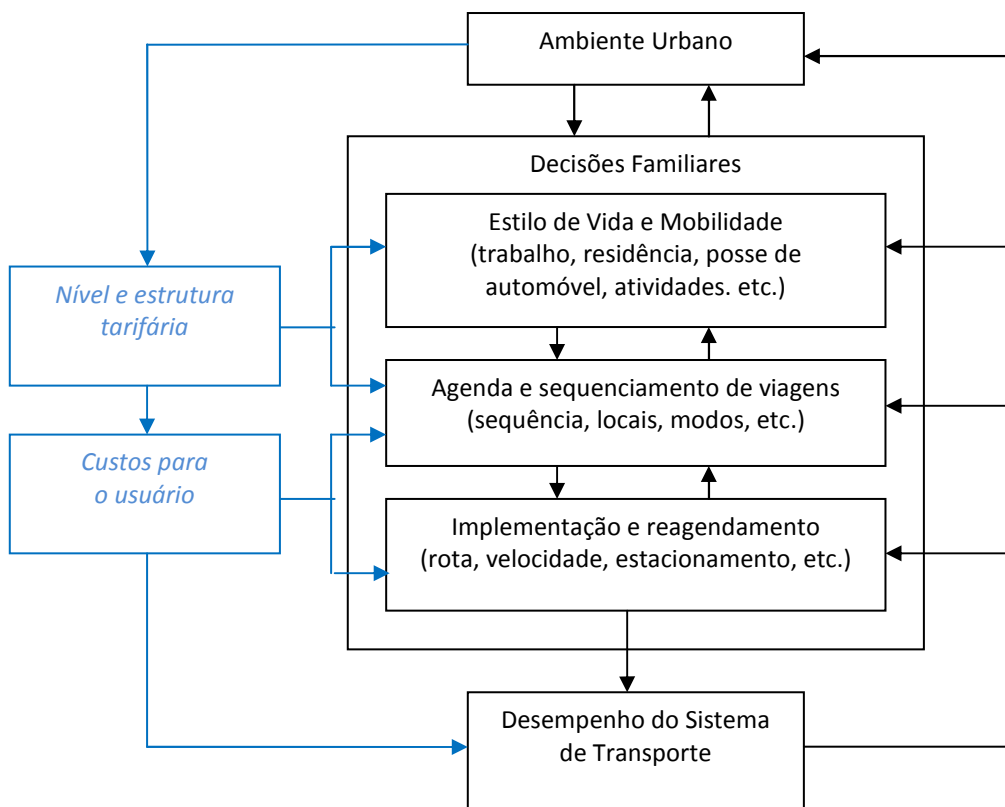 Ambiente Urbano
Decisões Familiares
Estilo de Vida e Mobilidade
(trabalho, residência, posse de
automóvel, atividades. etc.)
Nível e estrutura
tarifária
Agenda e sequenciamento de viagens
(sequência, locais, modos, etc.)
Custos para
o usuário
Implementação e reagendamento
(rota, velocidade, estacionamento, etc.)
Desempenho do Sistema
de Transporte